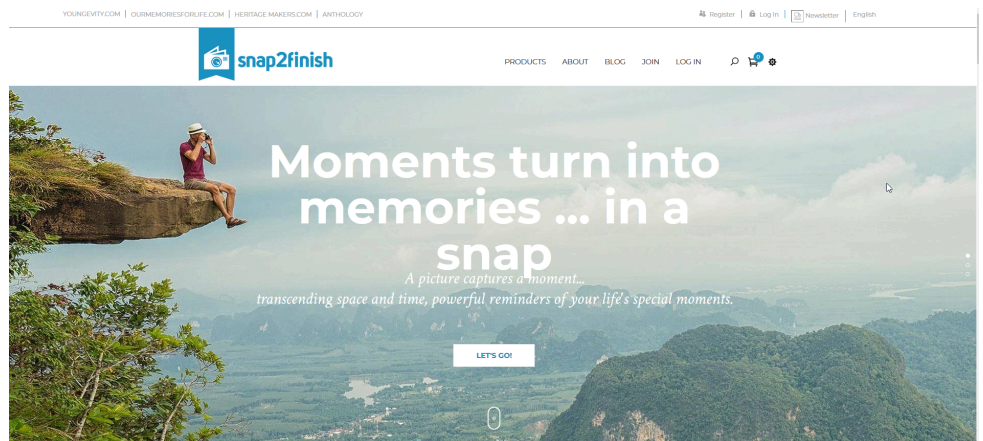 YOUNGEVITY.COM | OURMEMORIESFORLIFE.COM | HERITAGE MAKERS.COM | ANTHOLOGY
Register | Log In | Newsletter | English
snap2finish
PRODUCTS ABOUT BLOG JOIN LOG IN 0
Moments turn into
memories ... in a
snap
A picture captures a moment...
transcending space and time, powerful reminders of your life's special moments.
LET'S GO!